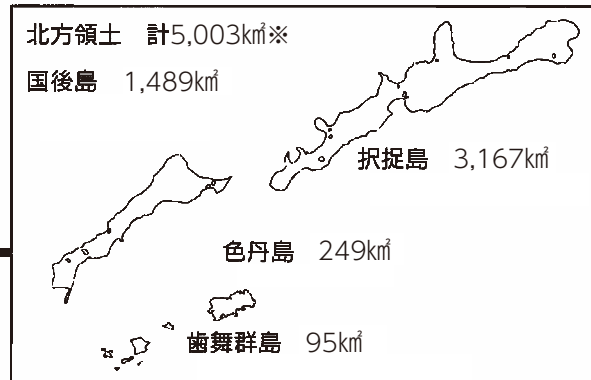 北方領土 計5,003㎢※
国後島 1,489㎢
択捉島 3,167㎢
色丹島 249㎢
歯舞群島 95㎢